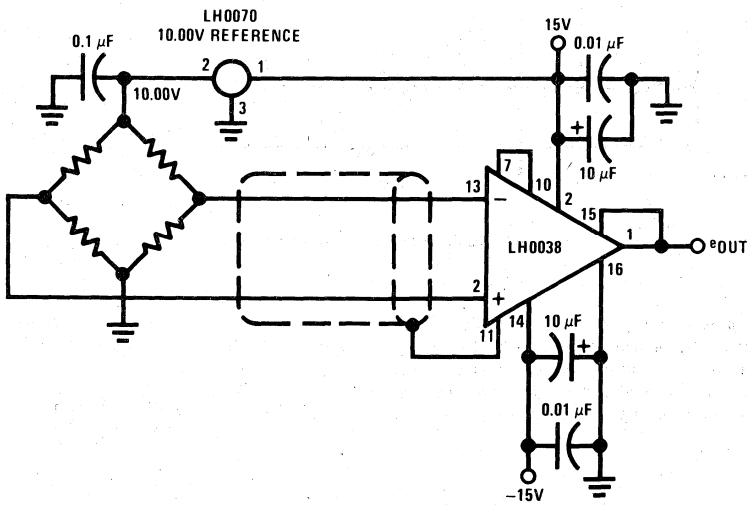 LH0070
10.00V REFERENCE
0.1 µF
2
1
3
10.00V
15V
0.01 µF
+
10 µF
7
10
2
13
−
15
1
LH0038
eOUT
16
2
+
11
14
10 µF
+
0.01 µF
−15V